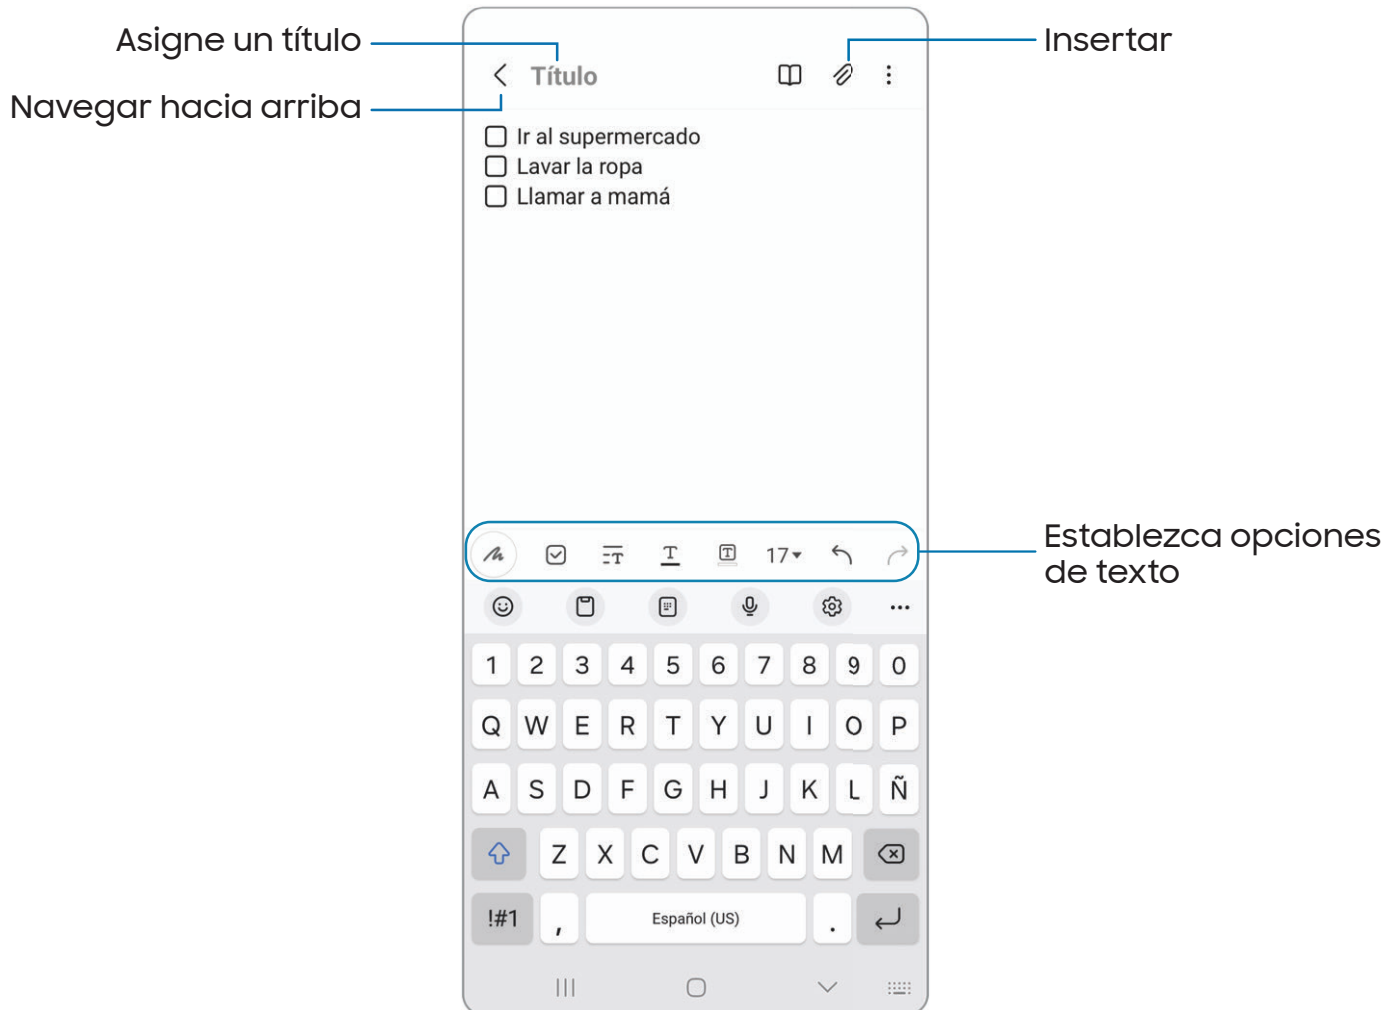 Asigne un título
Insertar
Título
Navegar hacia arriba
Ir al supermercado
Lavar la ropa
Llamar a mamá
Establezca opciones
de texto
T T T 17
1 2 3 4 5 6 7 8 9 0
Q W E R T Y U I O P
A S D F G H J K L Ñ
Z X C V B N M
!#1 , Español (US) .